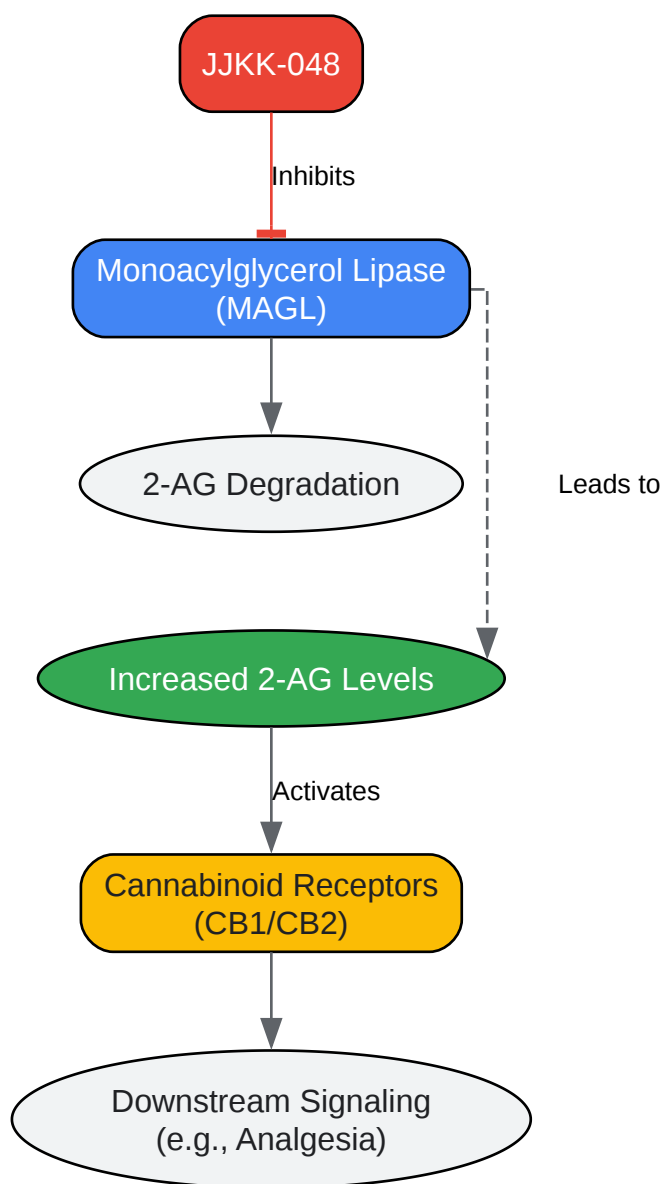 JJKK-048
Inhibits
Monoacylglycerol Lipase
(MAGL)
2-AG Degradation
Leads to
Increased 2-AG Levels
Activates
Cannabinoid Receptors
(CB1/CB2)
Downstream Signaling
(e.g., Analgesia)